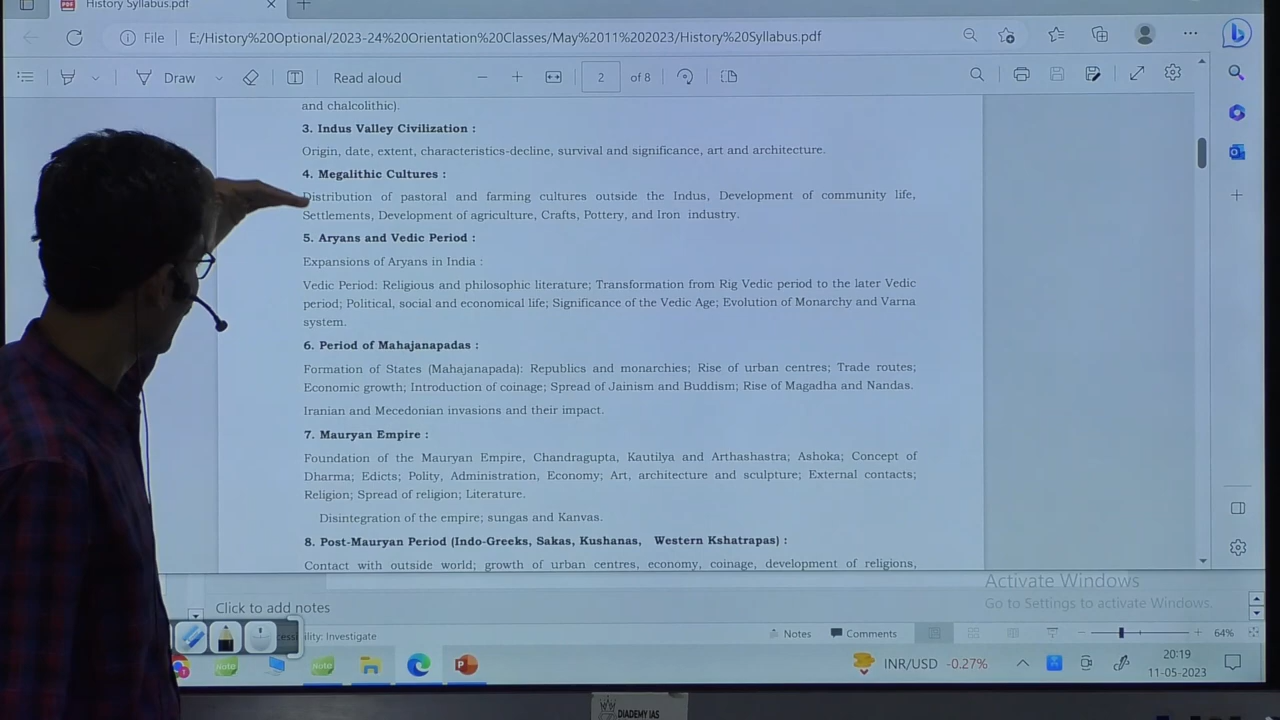 History Syllabus.pdf
File
E:/History%20Optional/2023-24%20Orientation%20Classes/May%2011%202023/History%20Syllabus.pdf
Draw
Read aloud
2
of 8
and chalcolithic).
3. Indus Valley Civilization :
Origin, date, extent, characteristics-decline, survival and significance, art and architecture.
4. Megalithic Cultures :
Distribution of pastoral and farming cultures outside the Indus, Development of community life,
Settlements, Development of agriculture, Crafts, Pottery, and Iron industry.
5. Aryans and Vedic Period :
Expansions of Aryans in India :
Vedic Period: Religious and philosophic literature; Transformation from Rig Vedic period to the later Vedic
period; Political, social and economical life; Significance of the Vedic Age; Evolution of Monarchy and Varna
system.
6. Period of Mahajanapadas :
Formation of States (Mahajanapada): Republics and monarchies; Rise of urban centres; Trade routes;
Economic growth; Introduction of coinage; Spread of Jainism and Buddism; Rise of Magadha and Nandas.
Iranian and Mecedonian invasions and their impact.
7. Mauryan Empire :
Foundation of the Mauryan Empire, Chandragupta, Kautilya and Arthashastra; Ashoka; Concept of
Dharma; Edicts; Polity, Administration, Economy; Art, architecture and sculpture; External contacts;
Religion; Spread of religion; Literature.
Disintegration of the empire; sungas and Kanvas.
8. Post-Mauryan Period (Indo-Greeks, Sakas, Kushanas, Western Kshatrapas) :
Contact with outside world; growth of urban centres, economy, coinage, development of religions,
Activate Windows
Go to Settings to activate Windows.
Click to add notes
Investigate
Notes
Comments
64%
Note
Note
INR/USD -0.27%
20:19
11-05-2023
DIADEMY IAS